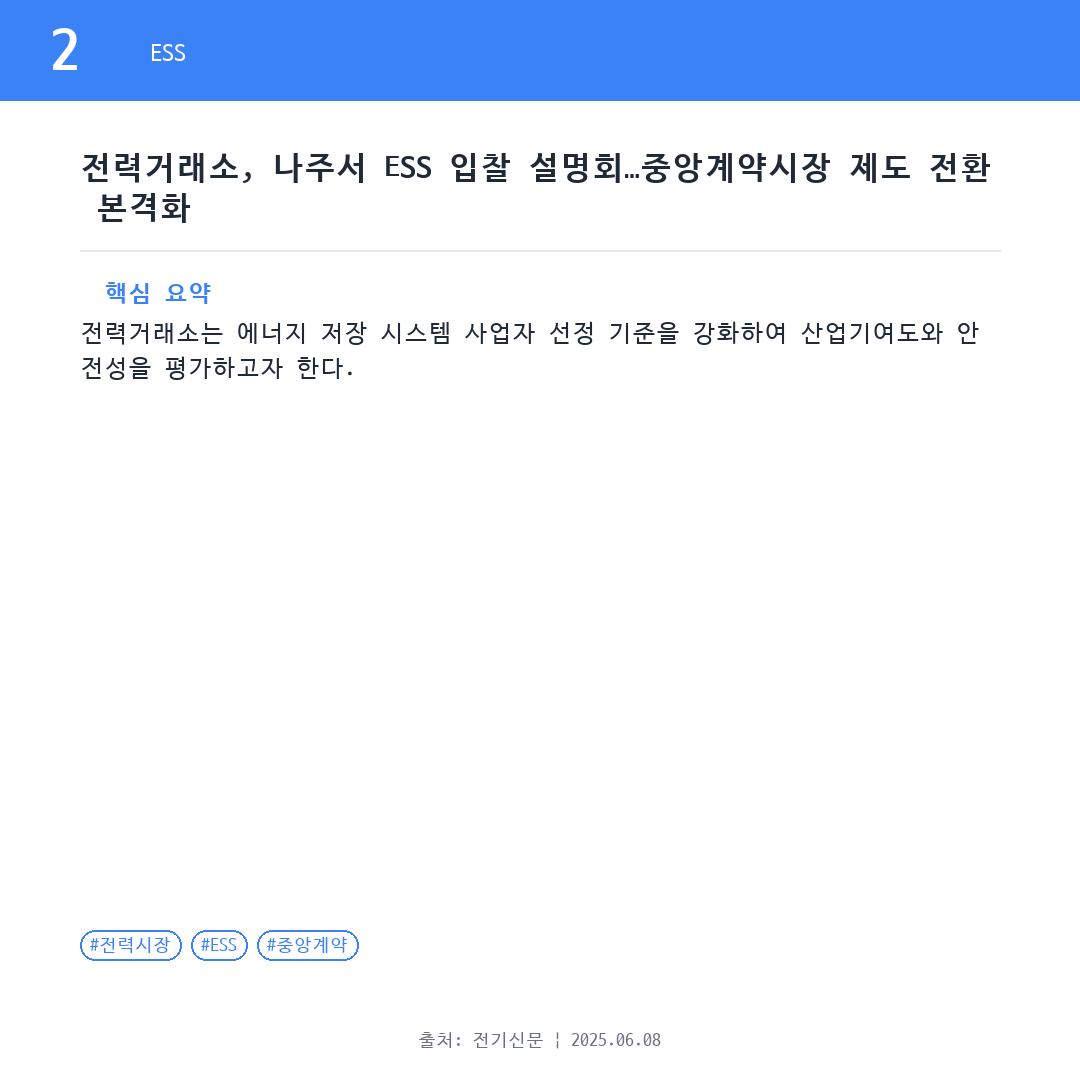 2 ESS
전력거래소, 나주서 ESS 입찰 설명회…중앙계약시장 제도 전환
본격화
핵심 요약
전력거래소는 에너지 저장 시스템 사업자 선정 기준을 강화하여 산업기여도와 안
전성을 평가하고자 한다.
#전력시장 #ESS #중앙계약
출처: 전기신문 | 2025.06.08